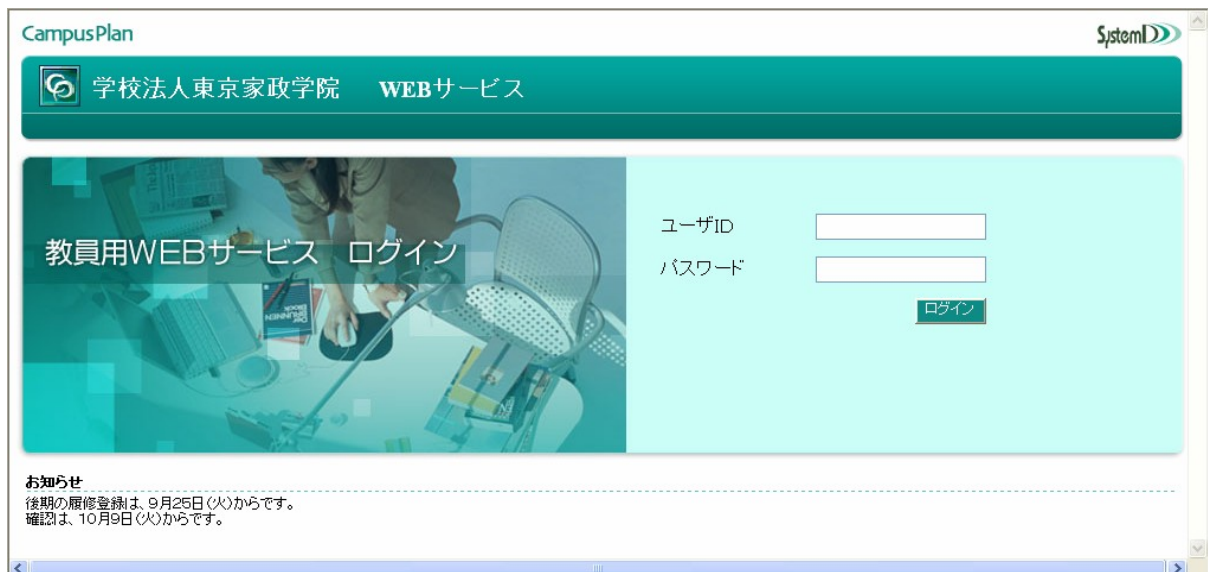 CampusPlan
SystemD
学校法人東京家政学院 WEBサービス
教員用WEBサービス ログイン
ユーザID
パスワード
ログイン
Der
BRUNNEN
Block
お知らせ
後期の履修登録は、9月25日(火)からです。
確認は、10月9日(火)からです。